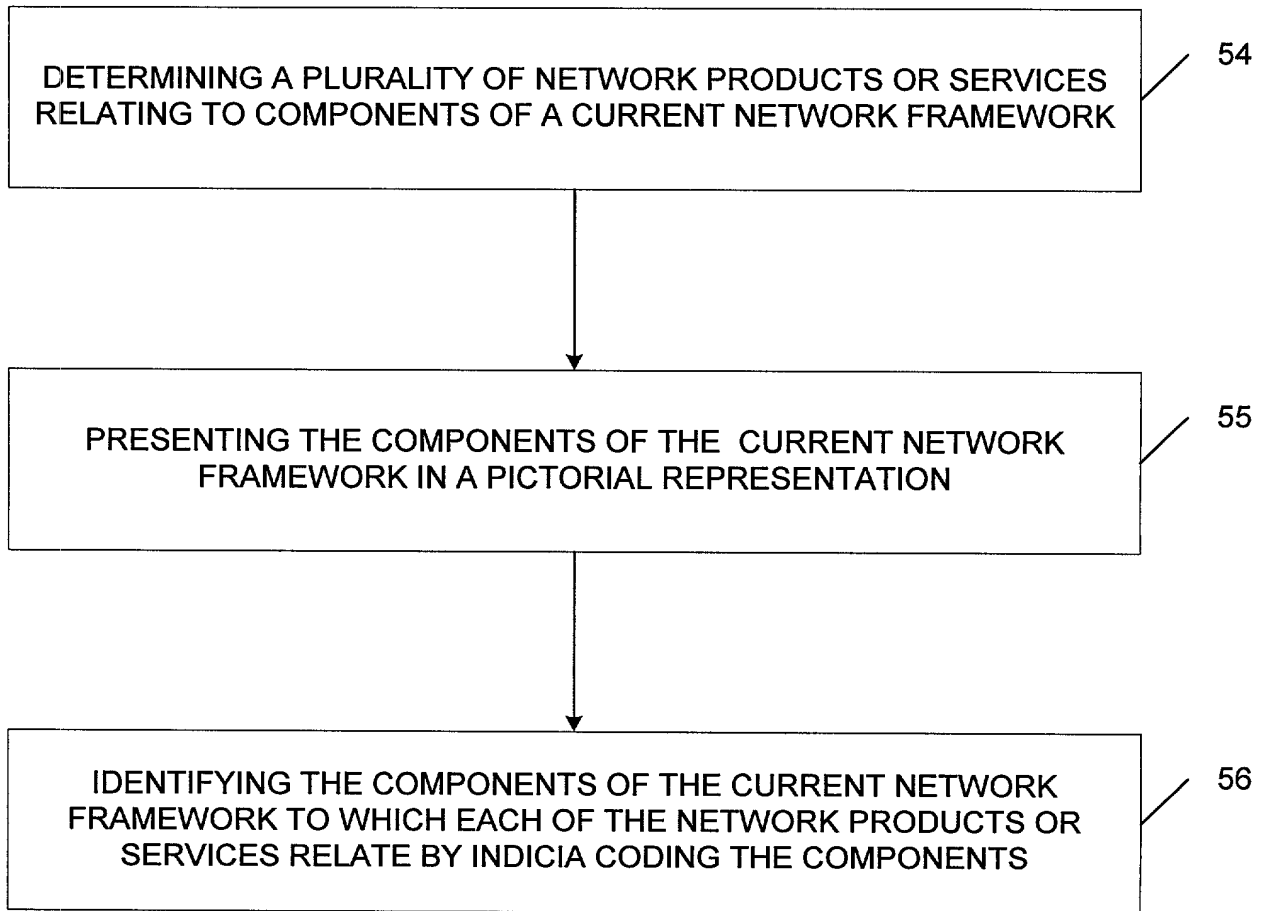 DETERMINING A PLURALITY OF NETWORK PRODUCTS OR SERVICES
RELATING TO COMPONENTS OF A CURRENT NETWORK FRAMEWORK
54
PRESENTING THE COMPONENTS OF THE CURRENT NETWORK
FRAMEWORK IN A PICTORIAL REPRESENTATION
55
IDENTIFYING THE COMPONENTS OF THE CURRENT NETWORK
FRAMEWORK TO WHICH EACH OF THE NETWORK PRODUCTS OR
SERVICES RELATE BY INDICIA CODING THE COMPONENTS
56